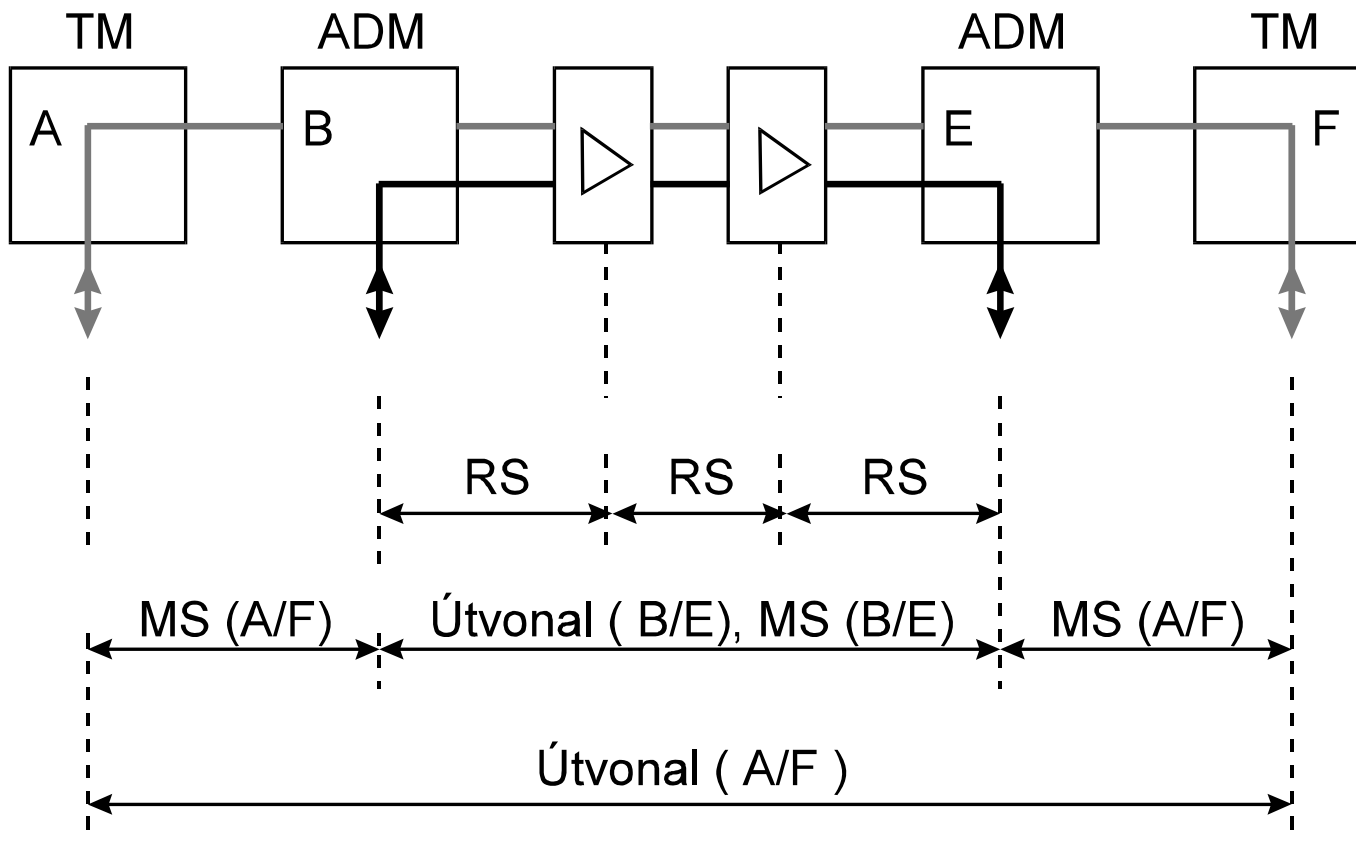 TM ADM ADM TM
A B E F
RS RS RS
MS (A/F) Útvonal ( B/E), MS (B/E) MS (A/F)
Útvonal ( A/F )